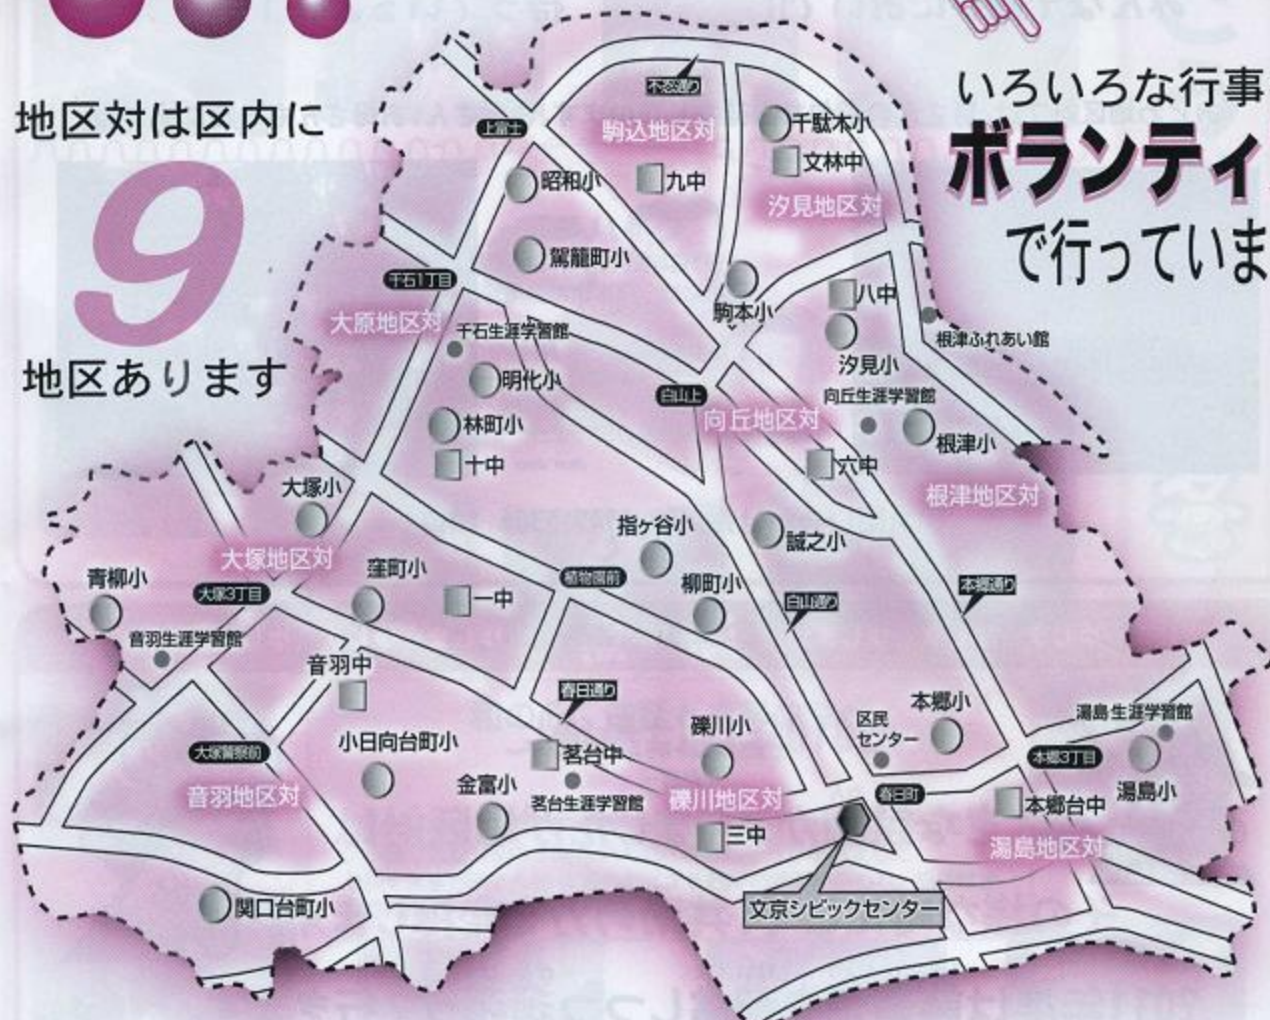 地区対は区内に
9
地区あります
いろいろな行事
ボランティ
で行っていま
不忍通り
上富士
駒込地区対
千駄木小
文林中
昭和小
九中
汐見地区対
駕籠町小
千石1丁目
駒本小
八中
大原地区対
千石生涯学習館
根津ふれあい館
汐見小
明化小
白山上
向丘生涯学習館
向丘地区対
林町小
根津小
十中
六中
大塚小
根津地区対
指ヶ谷小
誠之小
大塚地区対
青柳小
大塚3丁目
窪町小
一中
植物園前
柳町小
白山通り
本郷通り
音羽生涯学習館
音羽中
春日通り
本郷小
湯島生涯学習館
区民
センター
礫川小
大塚警察前
小日向台町小
茗台中
本郷3丁目
音羽地区対
金富小
茗台生涯学習館
礫川地区対
春日町
本郷台中
湯島小
三中
湯島地区対
関口台町小
文京シビックセンター